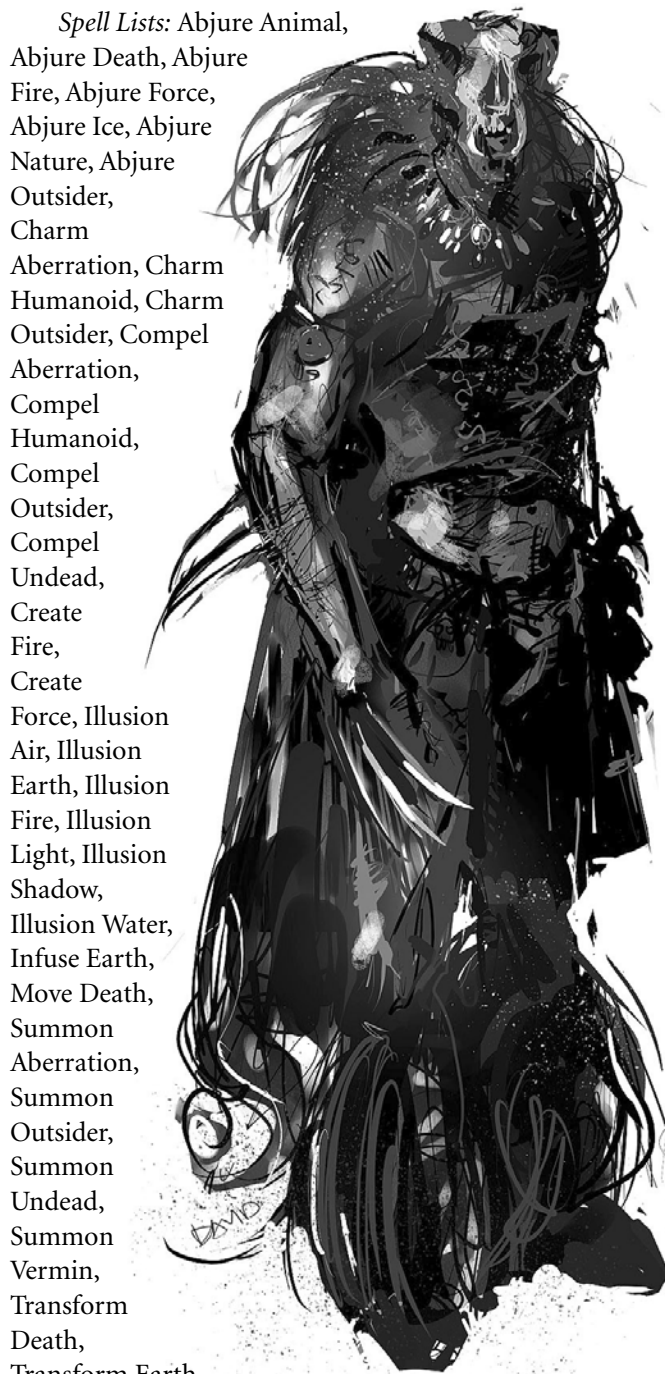 Spell Lists: Abjure Animal,
Abjure Death, Abjure
Fire, Abjure Force,
Abjure Ice, Abjure
Nature, Abjure
Outsider,
Charm
Aberration, Charm
Humanoid, Charm
Outsider, Compel
Aberration,
Compel
Humanoid,
Compel
Outsider,
Compel
Undead,
Create
Fire,
Create
Force, Illusion
Air, Illusion
Earth, Illusion
Fire, Illusion
Light, Illusion
Shadow,
Illusion Water,
Infuse Earth,
Move Death,
Summon
Aberration,
Summon
Outsider,
Summon
Undead,
Summon
Vermin,
Transform
Death,
Transform Earth